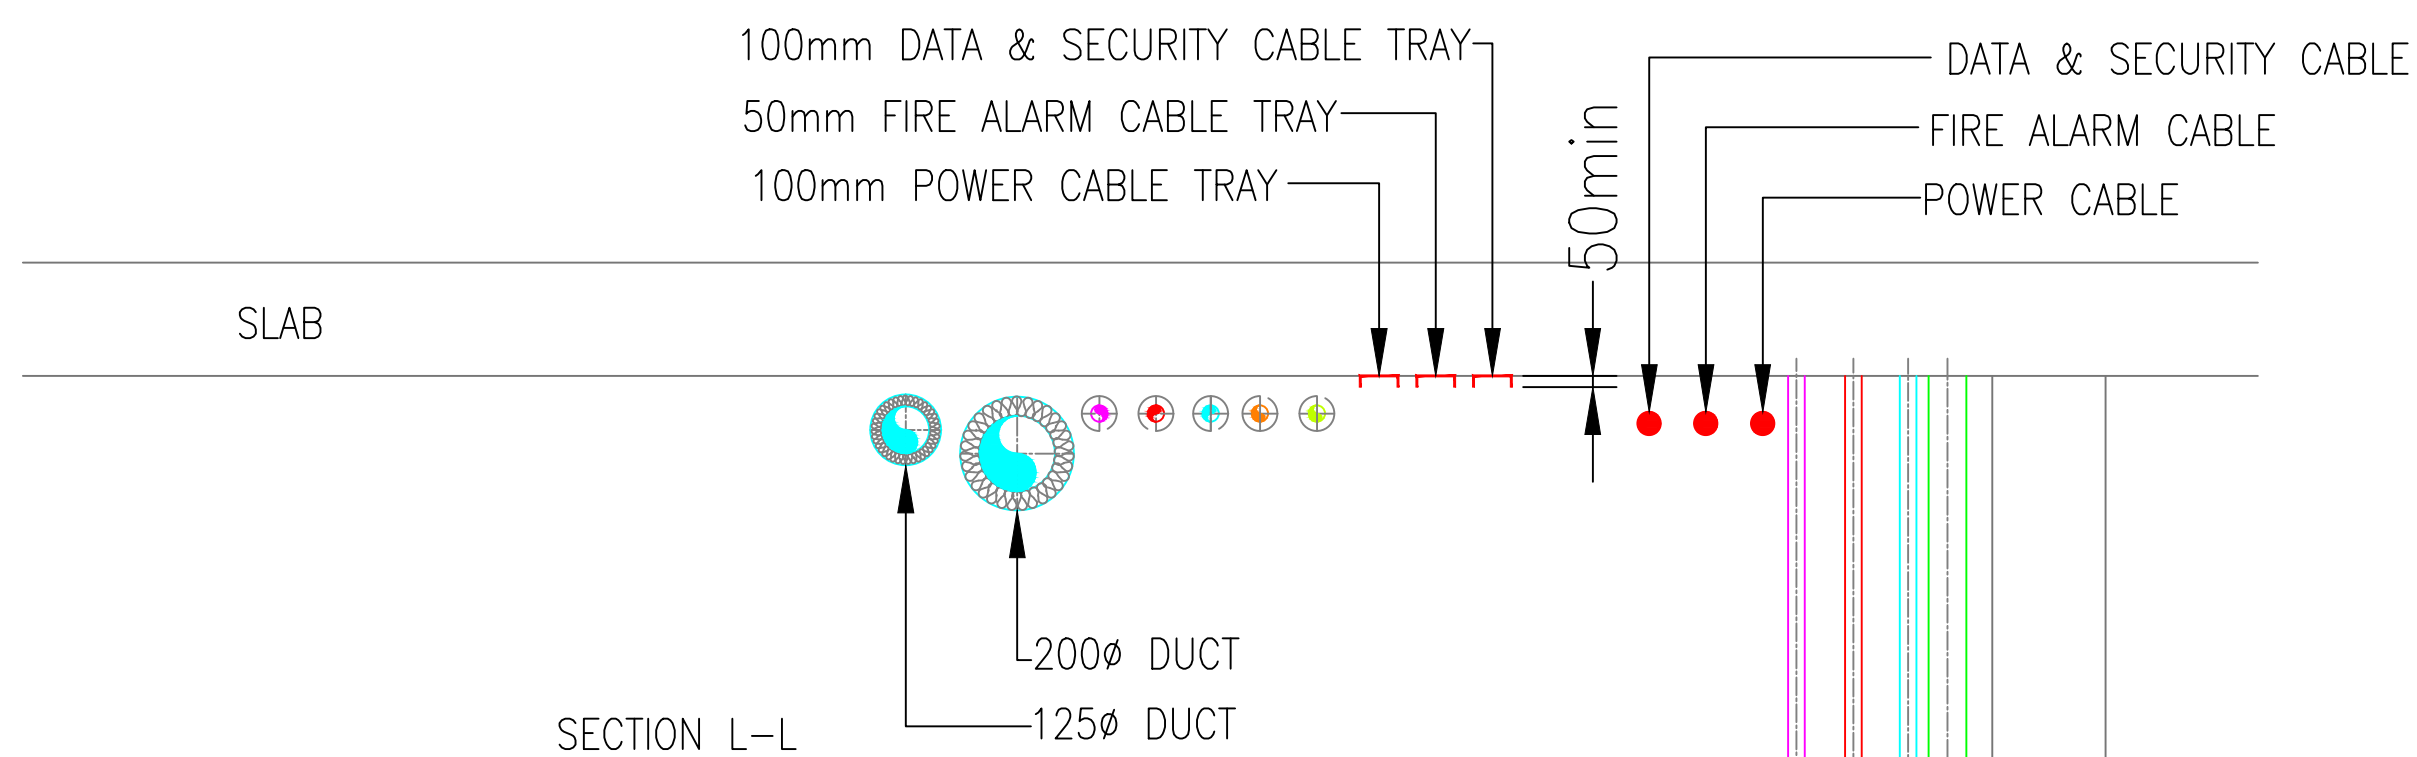 100mm DATA & SECURITY CABLE TRAY
50mm FIRE ALARM CABLE TRAY
100mm POWER CABLE TRAY
50min
DATA & SECURITY CABLE
FIRE ALARM CABLE
POWER CABLE
SLAB
200ø DUCT
125ø DUCT
SECTION L-L